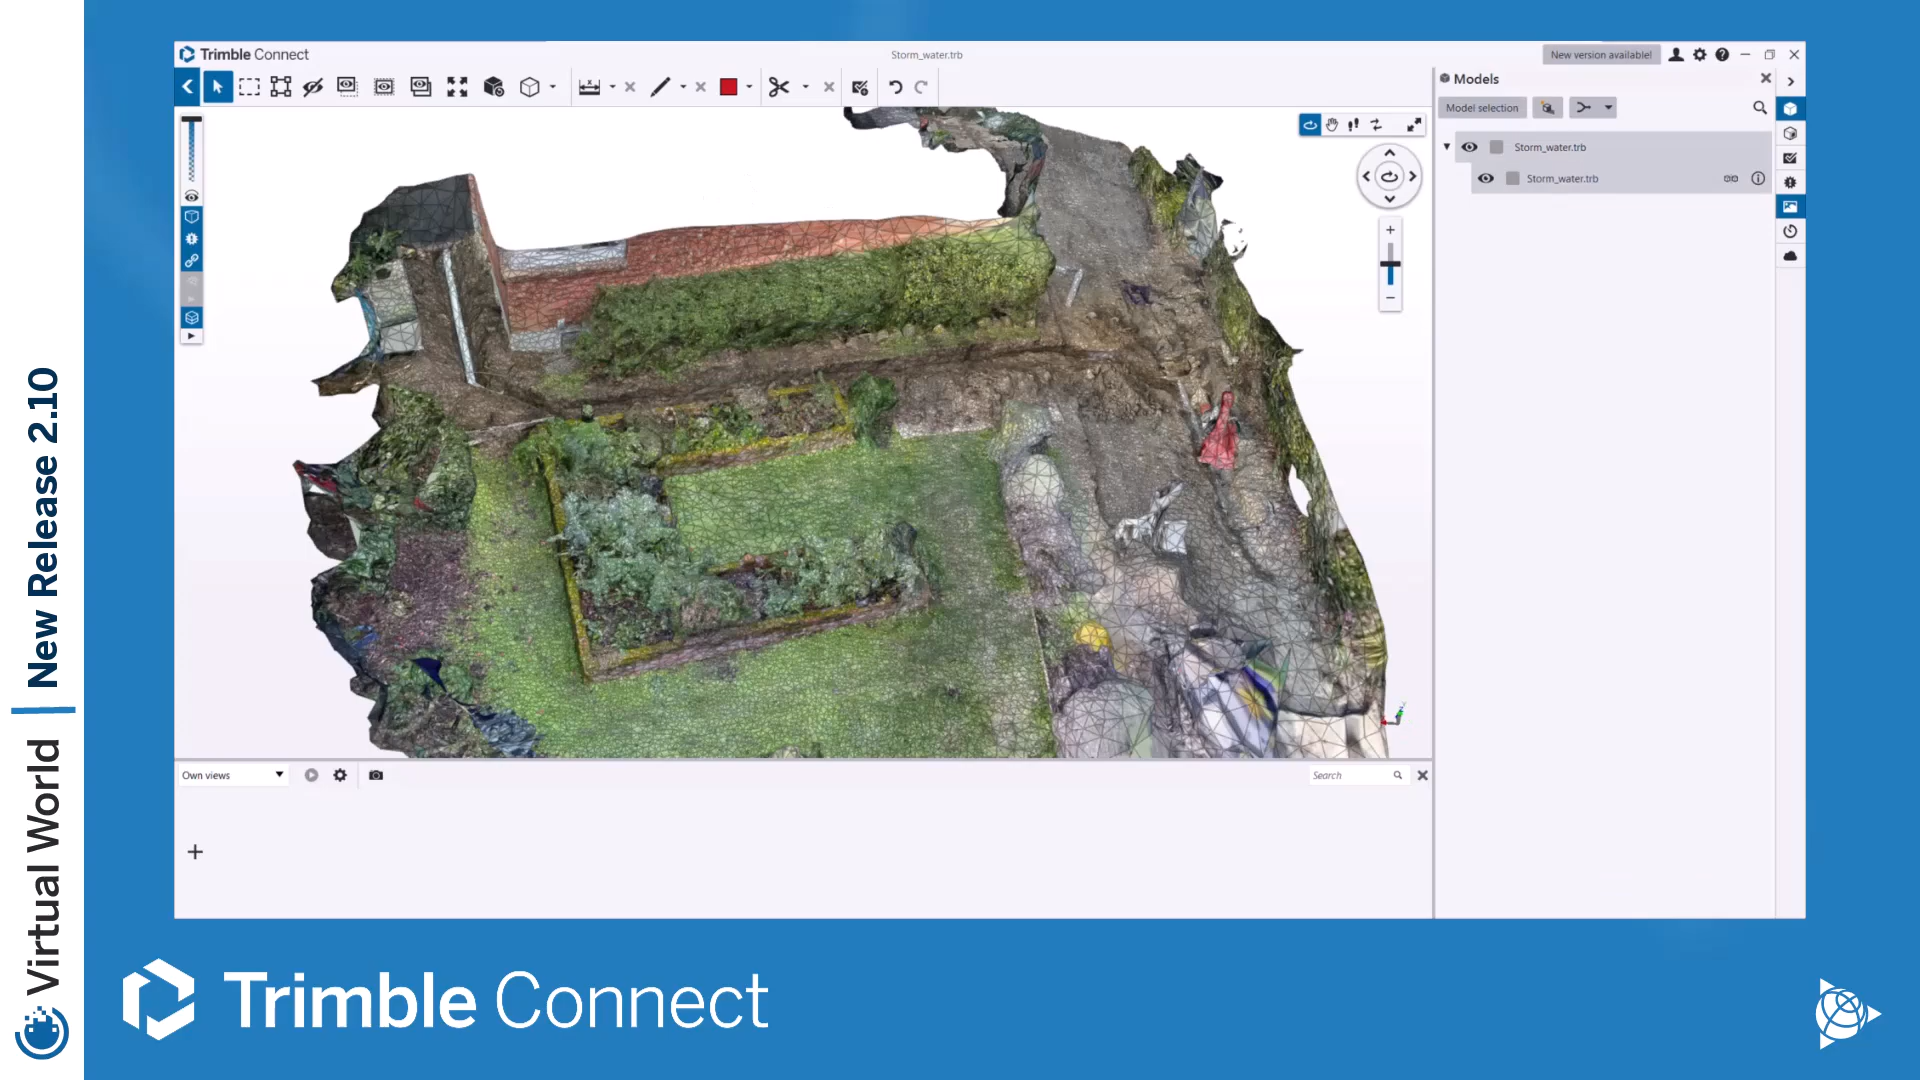 Trimble Connect
Storm_water.trb
New version available!
Models
Model selection
Storm_water.trb
Storm_water.trb
Own views
Search
Virtual World | New Release 2.10
Trimble Connect